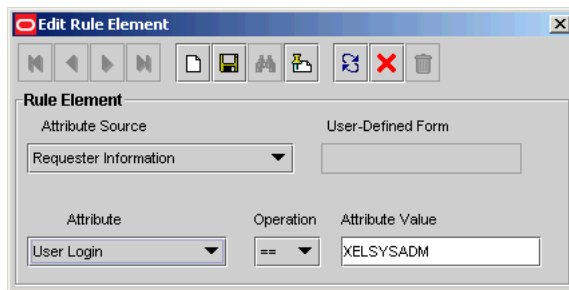 Edit Rule Element
Rule Element
Attribute Source User-Defined Form
Requester Information
Attribute Operation Attribute Value
User Login == XELSYSADM